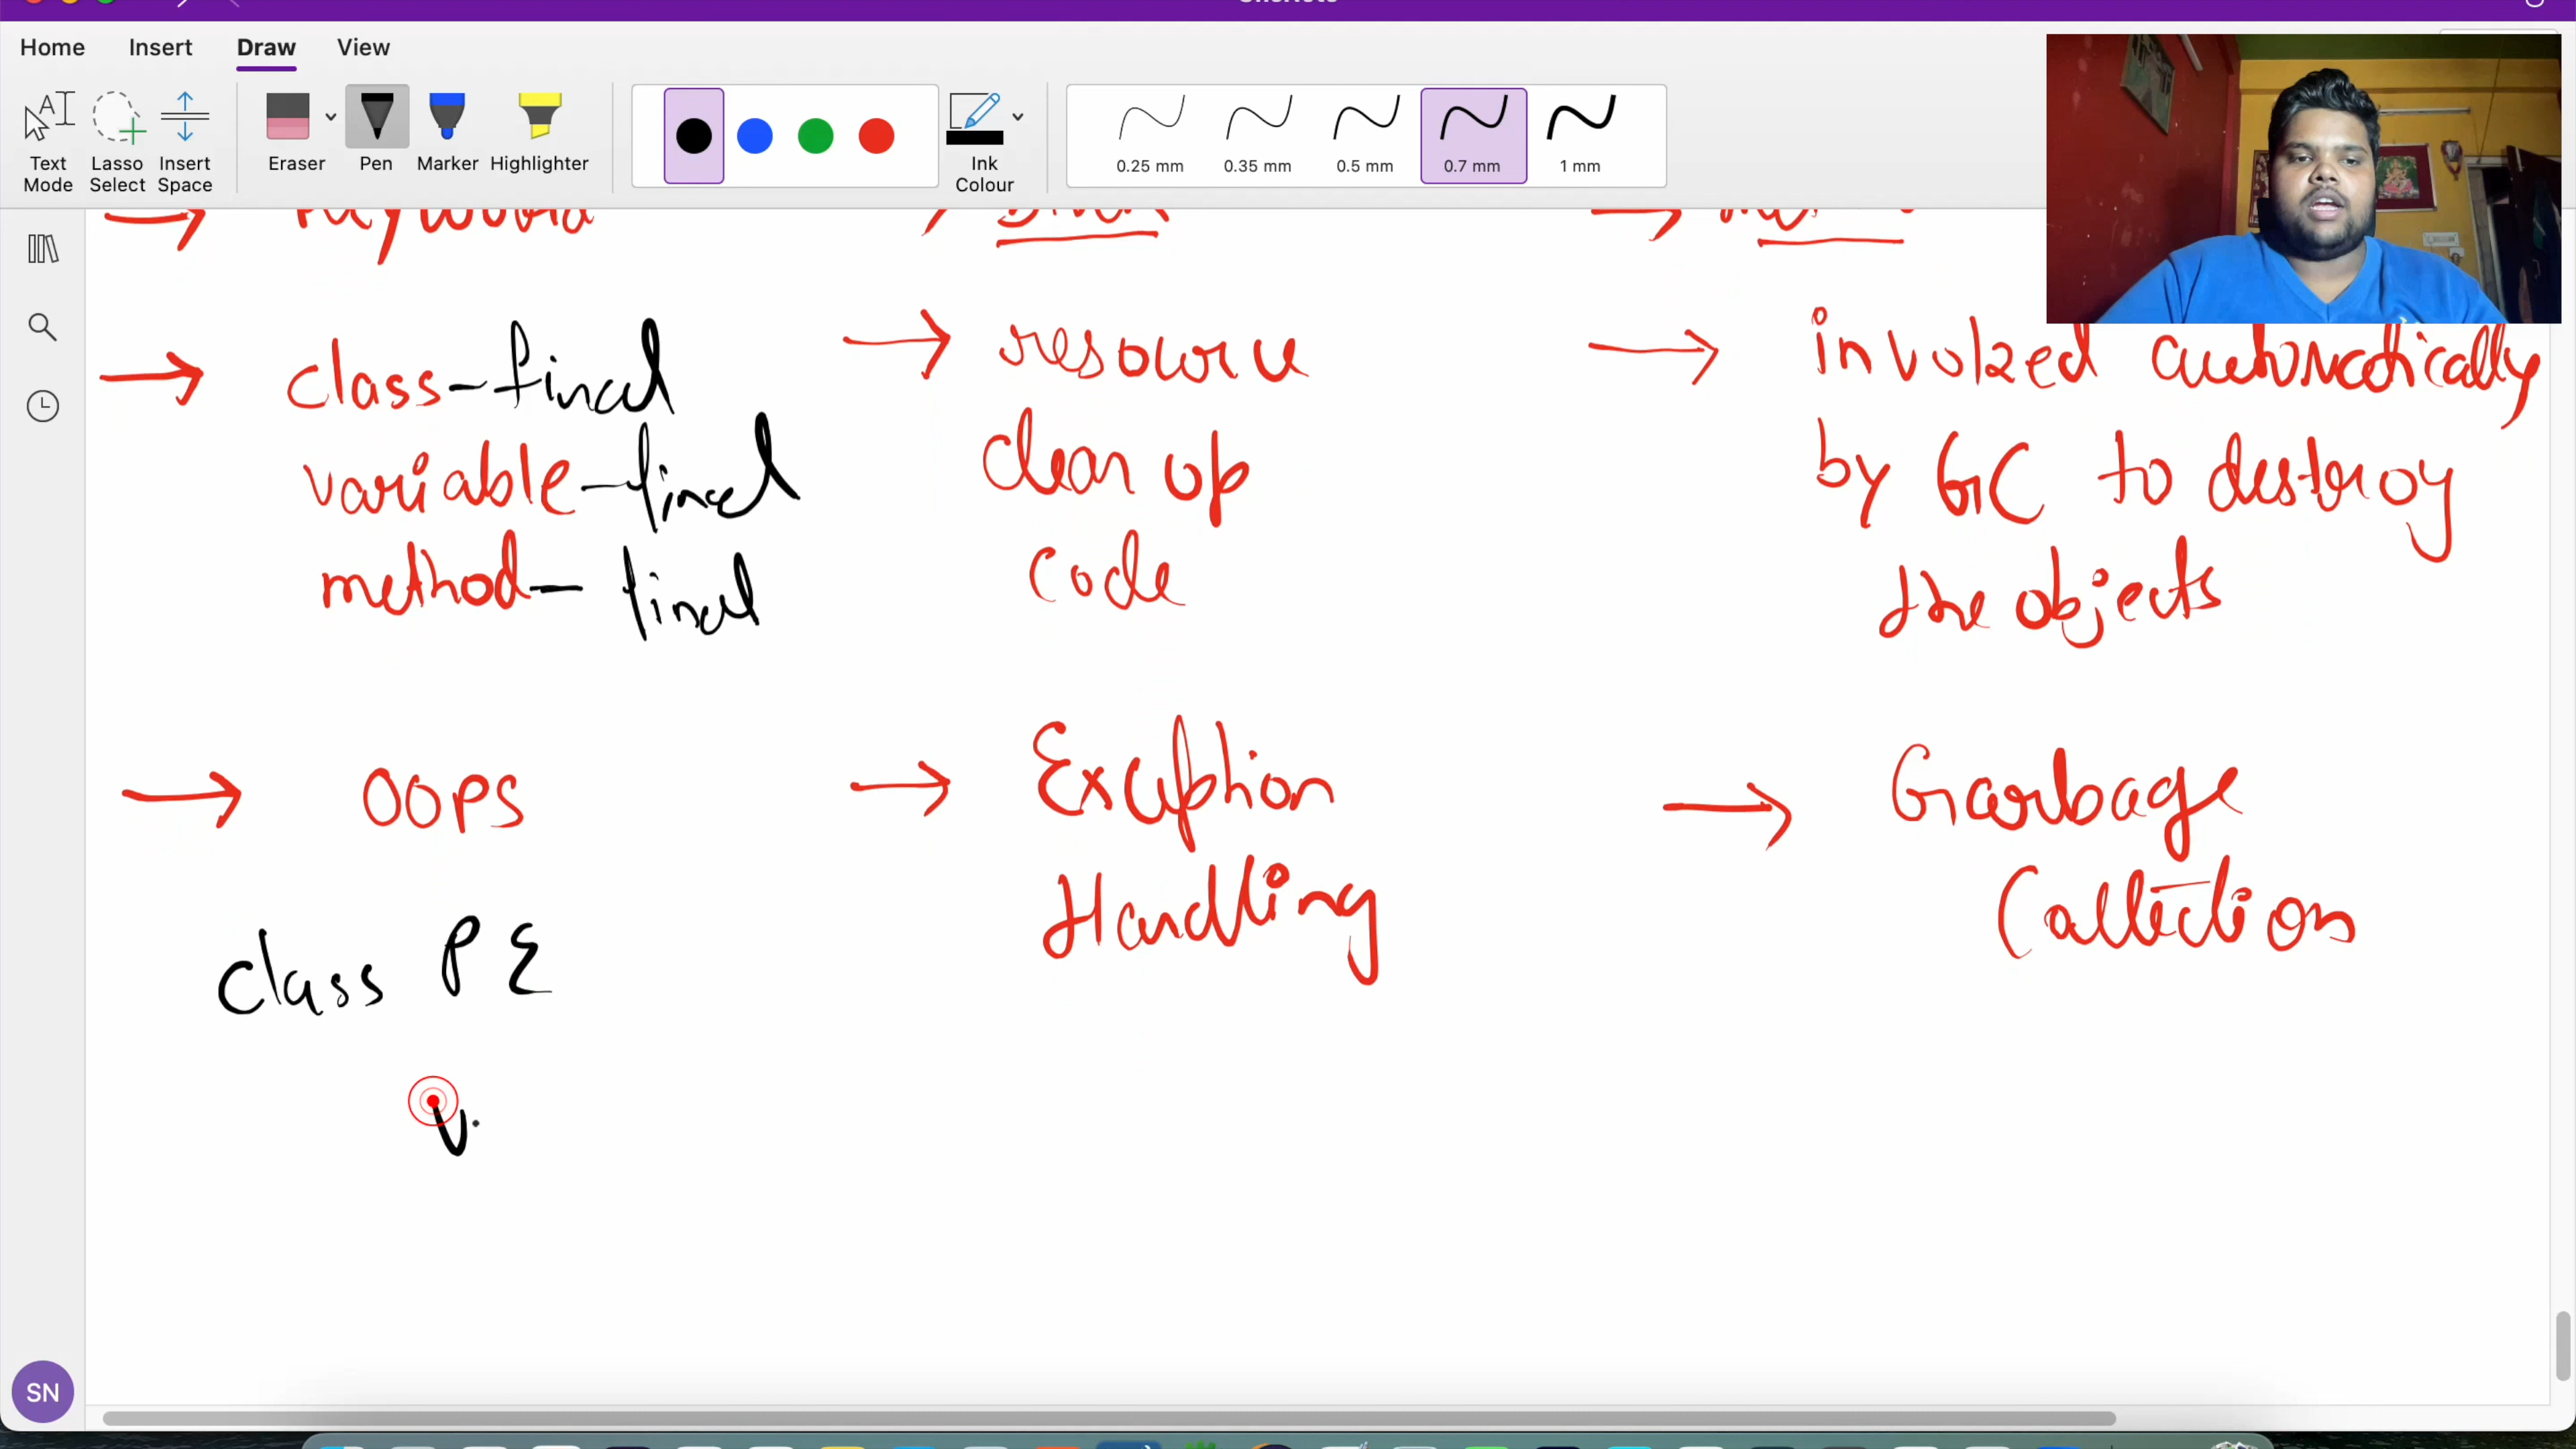 Home Insert Draw View
Text Mode
Lasso Select
Insert Space
Eraser
Pen
Marker
Highlighter
Ink Colour
0.25 mm
0.35 mm
0.5 mm
0.7 mm
1 mm
→ class - final
variable - final
method - final
→ resource
clean up
code
→ invoked automatically
by GC to destroy
the objects
→ OOPS
→ Exception
Handling
→ Garbage
Collection
class P {
v
SN